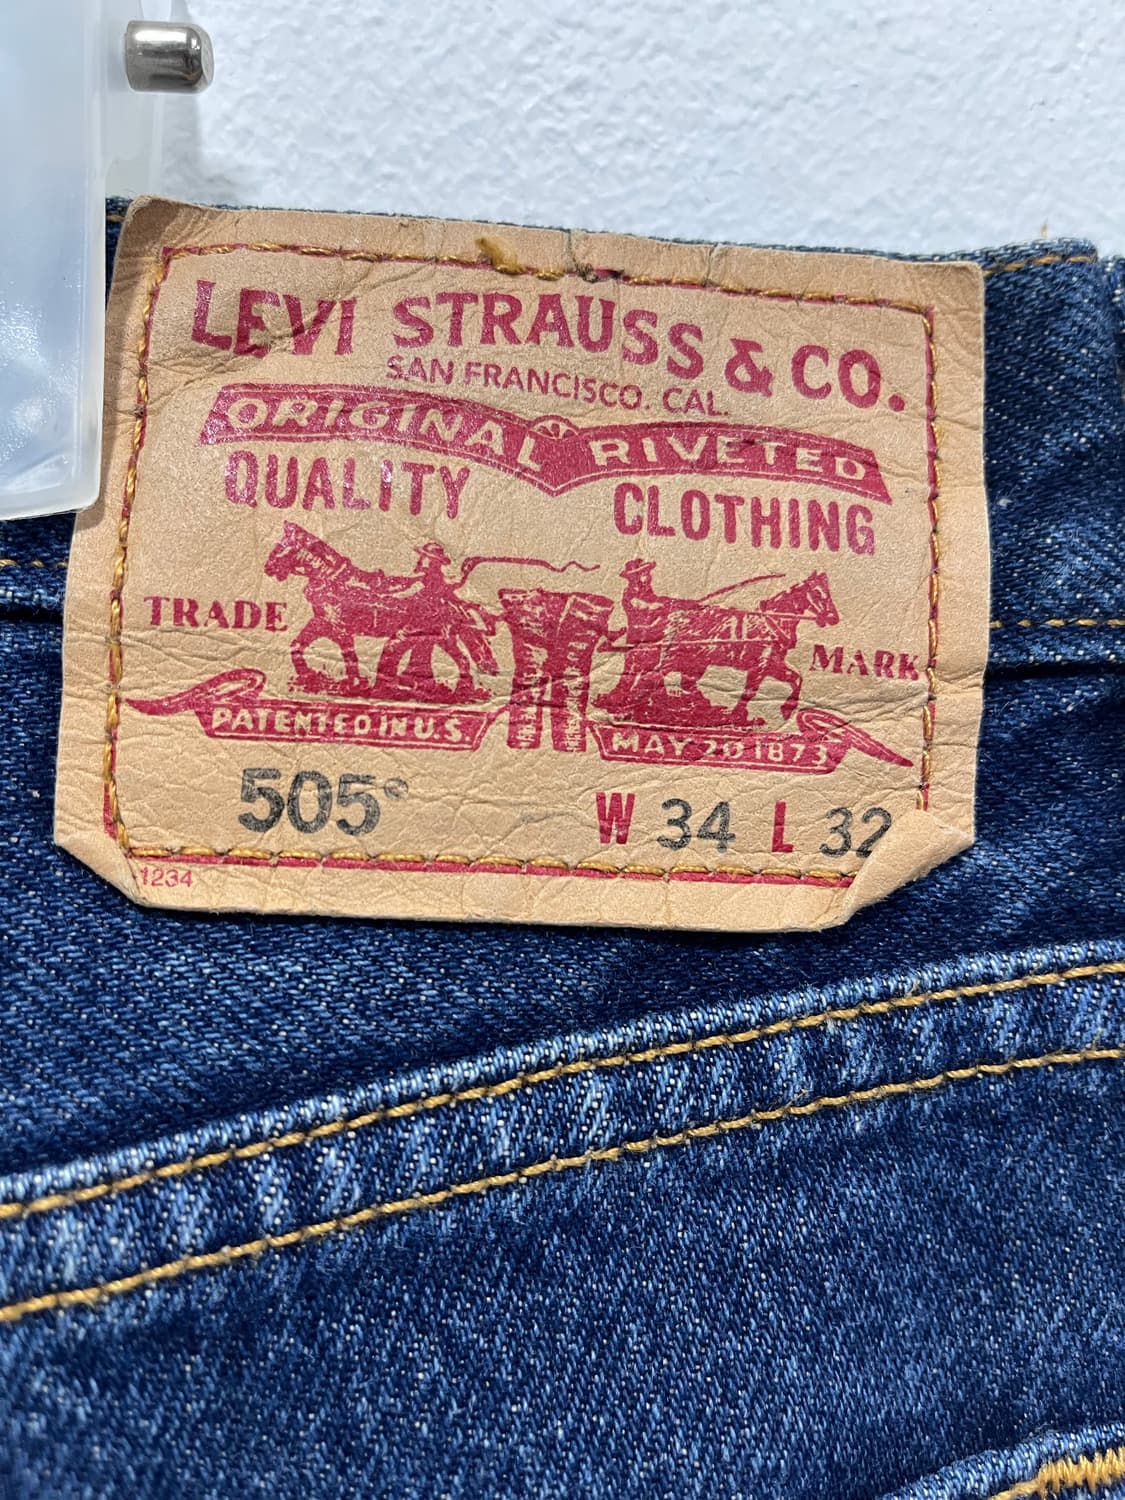 LEVI STRAUSS & CO.
SAN FRANCISCO. CAL.
ORIGINAL RIVETED
QUALITY CLOTHING
TRADE MARK
PATENTED IN U.S. MAY 20 1873
505® W 34 L 32
-1234